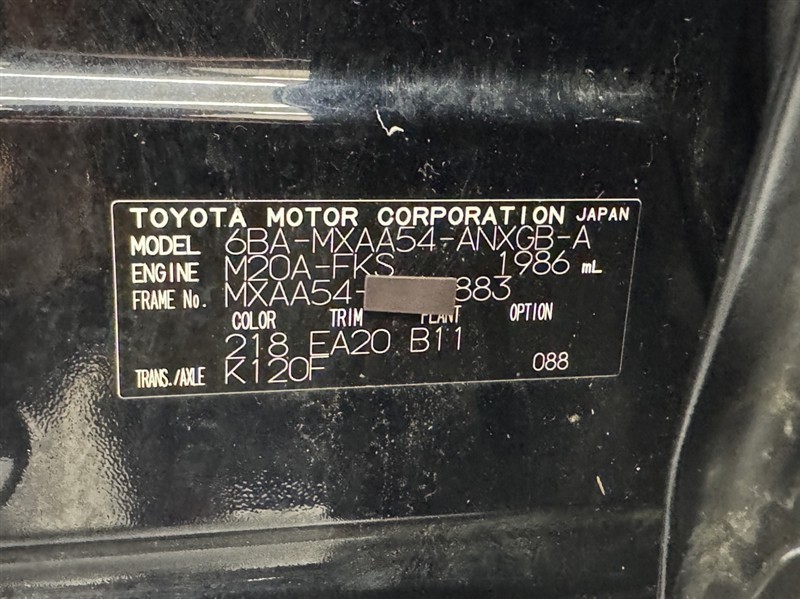 TOYOTA MOTOR CORPORATION JAPAN
MODEL 6BA-MXAA54-ANXGB-A
ENGINE M20A-FKS 1986 mL
FRAME No. MXAA54- 883
COLOR TRIM PLANT OPTION
218 EA20 B11
TRANS./AXLE K120F 088